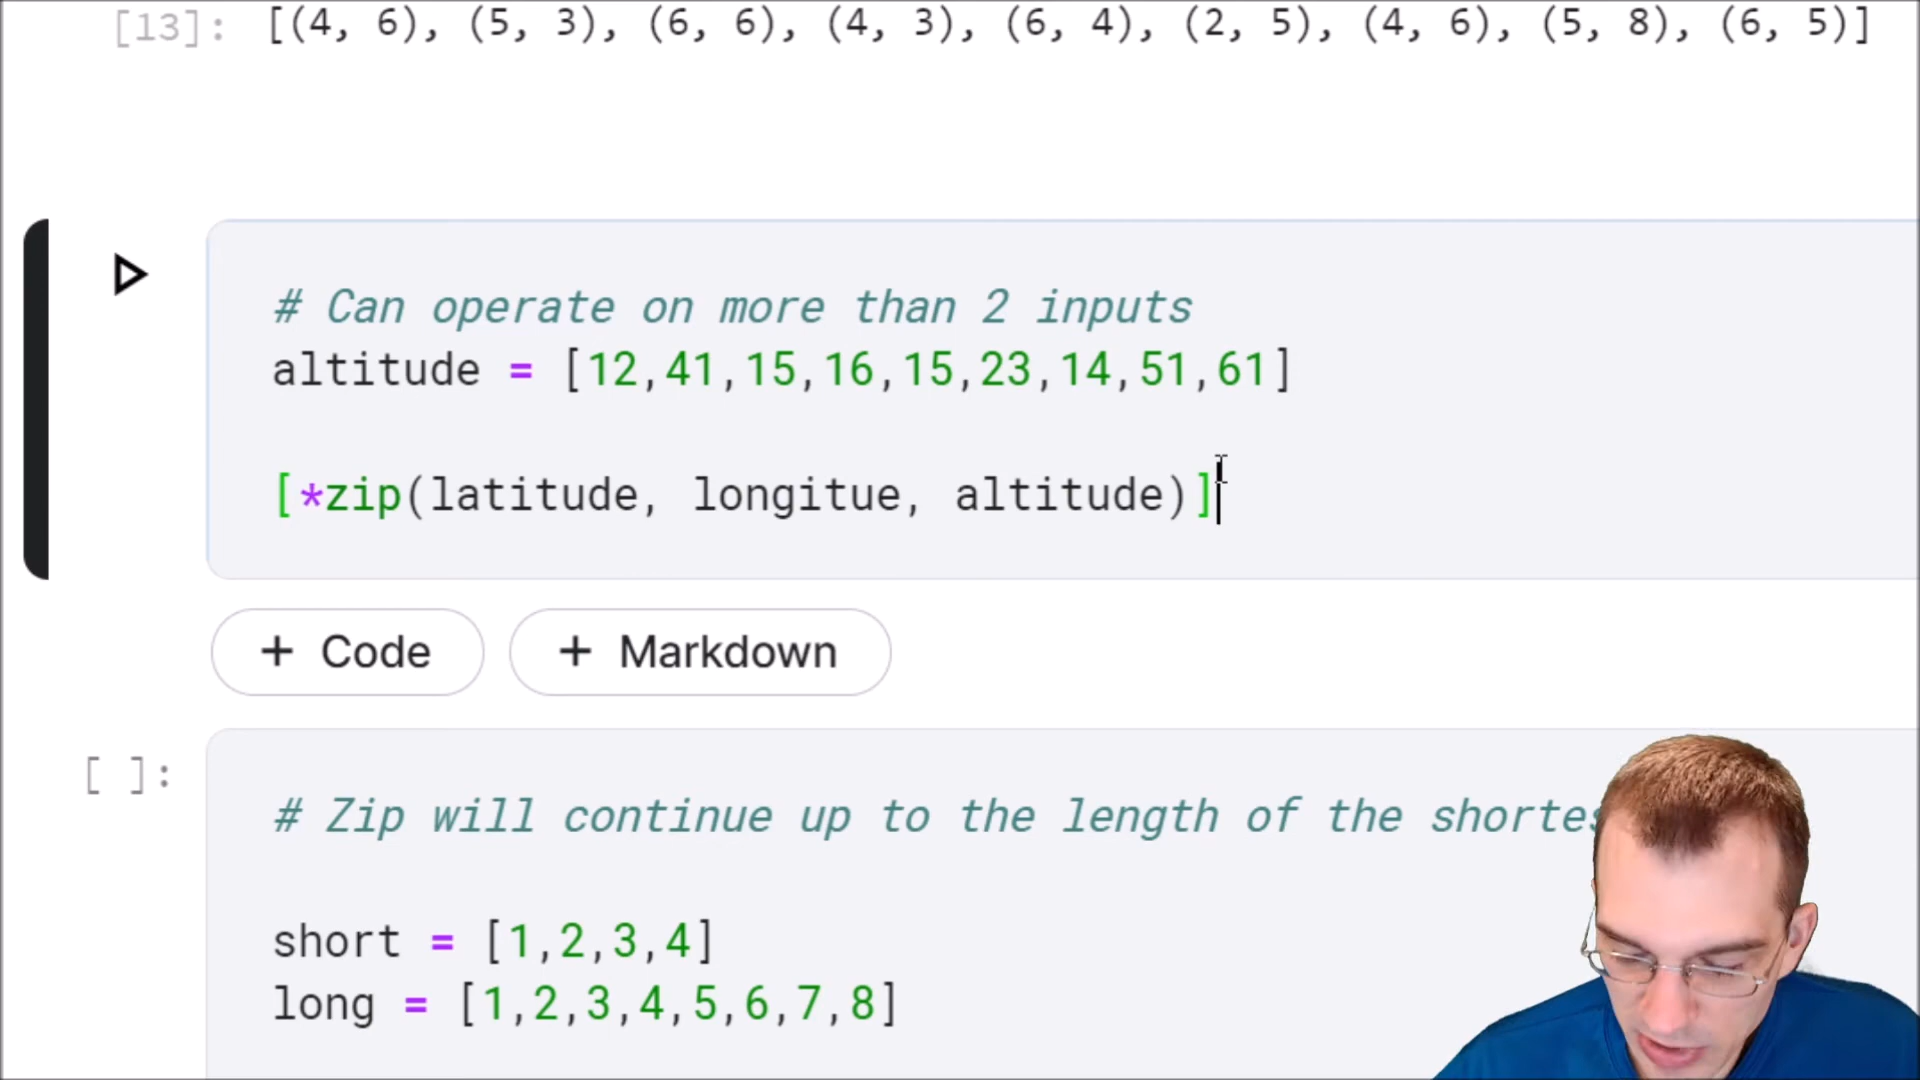 [13]: [(4, 6), (5, 3), (6, 6), (4, 3), (6, 4), (2, 5), (4, 6), (5, 8), (6, 5)]
# Can operate on more than 2 inputs
altitude = [12,41,15,16,15,23,14,51,61]
[*zip(latitude, longitue, altitude)]
+ Code + Markdown
[ ]:
# Zip will continue up to the length of the
short = [1,2,3,4]
long = [1,2,3,4,5,6,7,8]